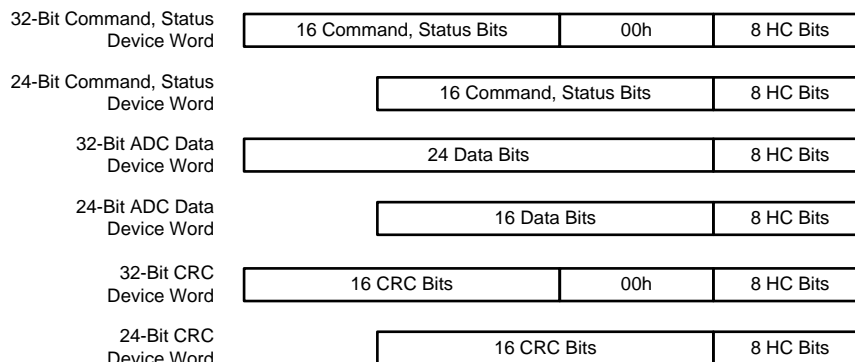 32-Bit Command, Status
Device Word
16 Command, Status Bits
00h
8 HC Bits
24-Bit Command, Status
Device Word
16 Command, Status Bits
8 HC Bits
32-Bit ADC Data
Device Word
24 Data Bits
8 HC Bits
24-Bit ADC Data
Device Word
16 Data Bits
8 HC Bits
32-Bit CRC
Device Word
16 CRC Bits
00h
8 HC Bits
24-Bit CRC
Device Word
16 CRC Bits
8 HC Bits